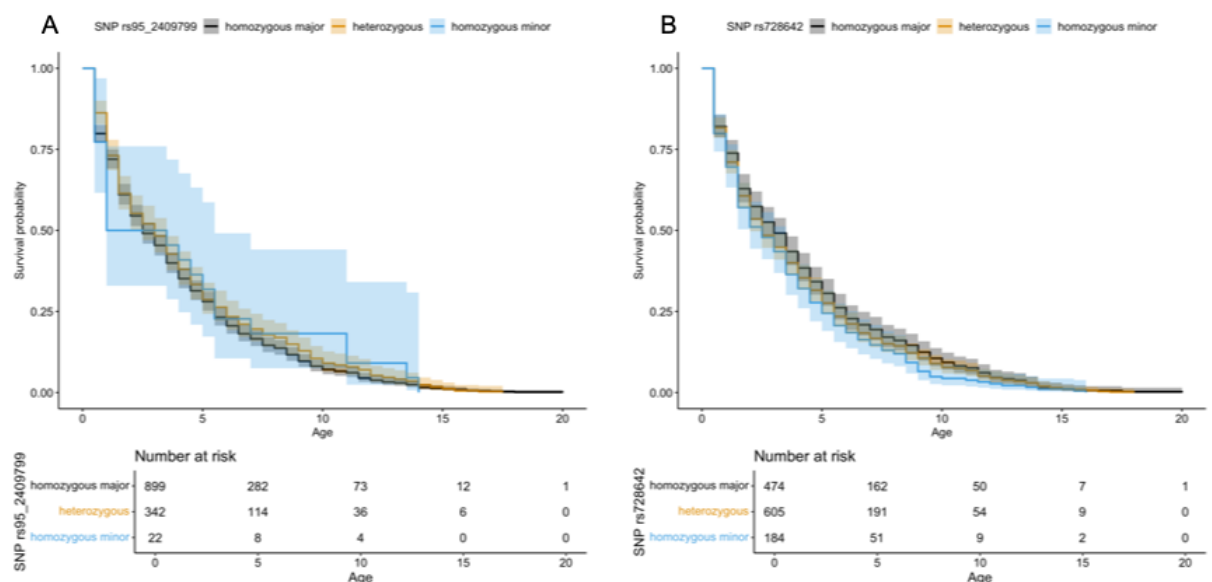 A
SNP rs95_2409799 homozygous major heterozygous homozygous minor
Survival probability
1.00
0.75
0.50
0.25
0.00
0 5 10 15 20
Age
Number at risk
SNP rs95_2409799
homozygous major 899 282 73 12 1
heterozygous 342 114 36 6 0
homozygous minor 22 8 4 0 0
0 5 10 15 20
Age
B
SNP rs728642 homozygous major heterozygous homozygous minor
Survival probability
1.00
0.75
0.50
0.25
0.00
0 5 10 15 20
Age
Number at risk
SNP rs728642
homozygous major 474 162 50 7 1
heterozygous 605 191 54 9 0
homozygous minor 184 51 9 2 0
0 5 10 15 20
Age